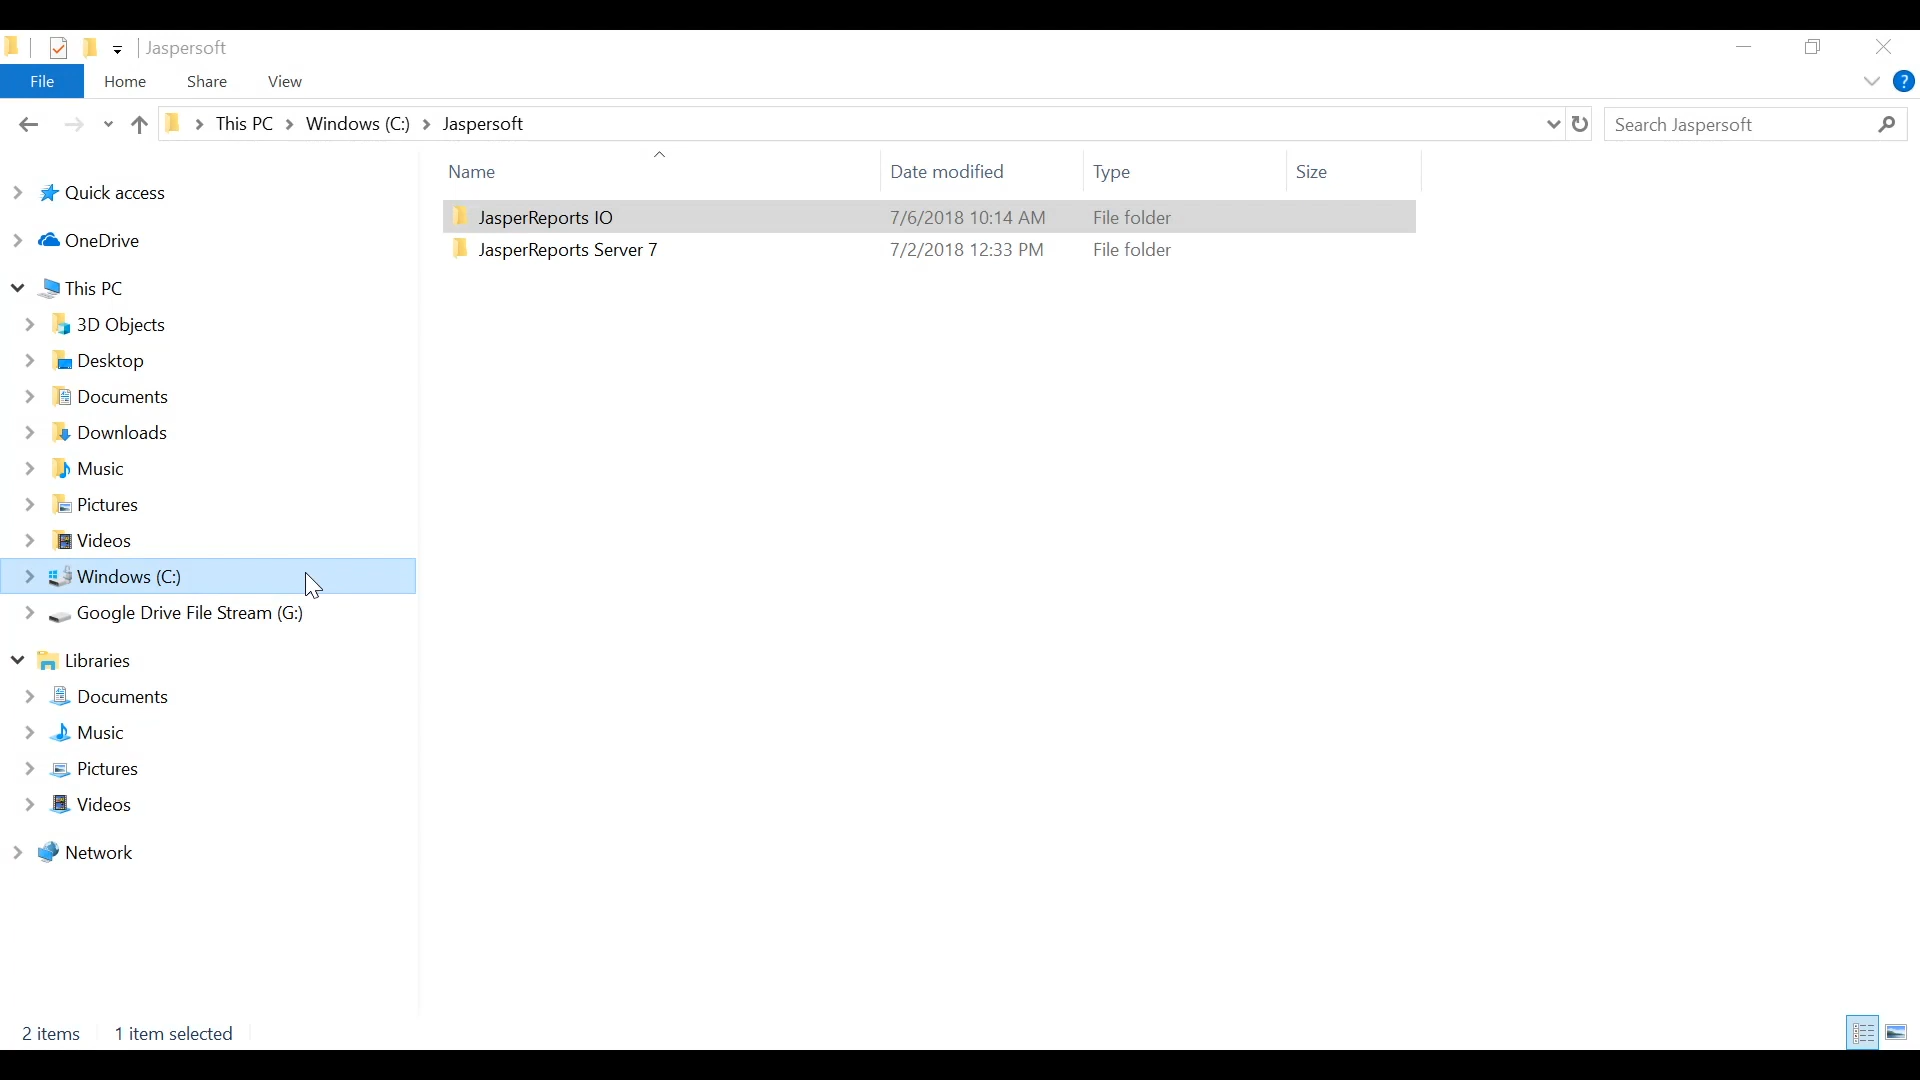 Jaspersoft
File Home Share View ?
This PC Windows (C:) Jaspersoft Search Jaspersoft
Name Date modified Type Size
JasperReports IO 7/6/2018 10:14 AM File folder
JasperReports Server 7 7/2/2018 12:33 PM File folder
Quick access
OneDrive
This PC
3D Objects
Desktop
Documents
Downloads
Music
Pictures
Videos
Windows (C:)
Google Drive File Stream (G:)
Libraries
Documents
Music
Pictures
Videos
Network
2 items 1 item selected